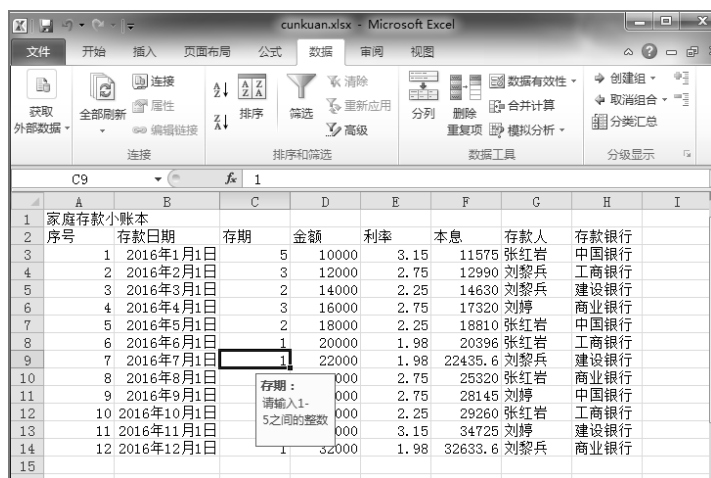 cunkuan.xlsx - Microsoft Excel
文件 开始 插入 页面布局 公式 数据 审阅 视图
获取外部数据 全部刷新 连接 属性 编辑链接 排序 筛选 清除 重新应用 高级 分列 删除重复项 数据有效性 合并计算 模拟分析 创建组 取消组合 分类汇总
连接 排序和筛选 数据工具 分级显示
C9 fx 1
A B C D E F G H I
1 家庭存款小账本
2 序号 存款日期 存期 金额 利率 本息 存款人 存款银行
3 1 2016年1月1日 5 10000 3.15 11575 张红岩 中国银行
4 2 2016年2月1日 3 12000 2.75 12990 刘黎兵 工商银行
5 3 2016年3月1日 2 14000 2.25 14630 刘黎兵 建设银行
6 4 2016年4月1日 3 16000 2.75 17320 刘婷 商业银行
7 5 2016年5月1日 2 18000 2.25 18810 张红岩 中国银行
8 6 2016年6月1日 1 20000 1.98 20396 张红岩 工商银行
9 7 2016年7月1日 1 22000 1.98 22435.6 刘黎兵 建设银行
10 8 2016年8月1日 000 2.75 25320 张红岩 商业银行
11 9 2016年9月1日 000 2.75 28145 刘婷 中国银行
12 10 2016年10月1日 000 2.25 29260 张红岩 工商银行
13 11 2016年11月1日 000 3.15 34725 刘婷 建设银行
14 12 2016年12月1日 1 32000 1.98 32633.6 刘黎兵 商业银行
15
存期：
请输入1-
5之间的整数